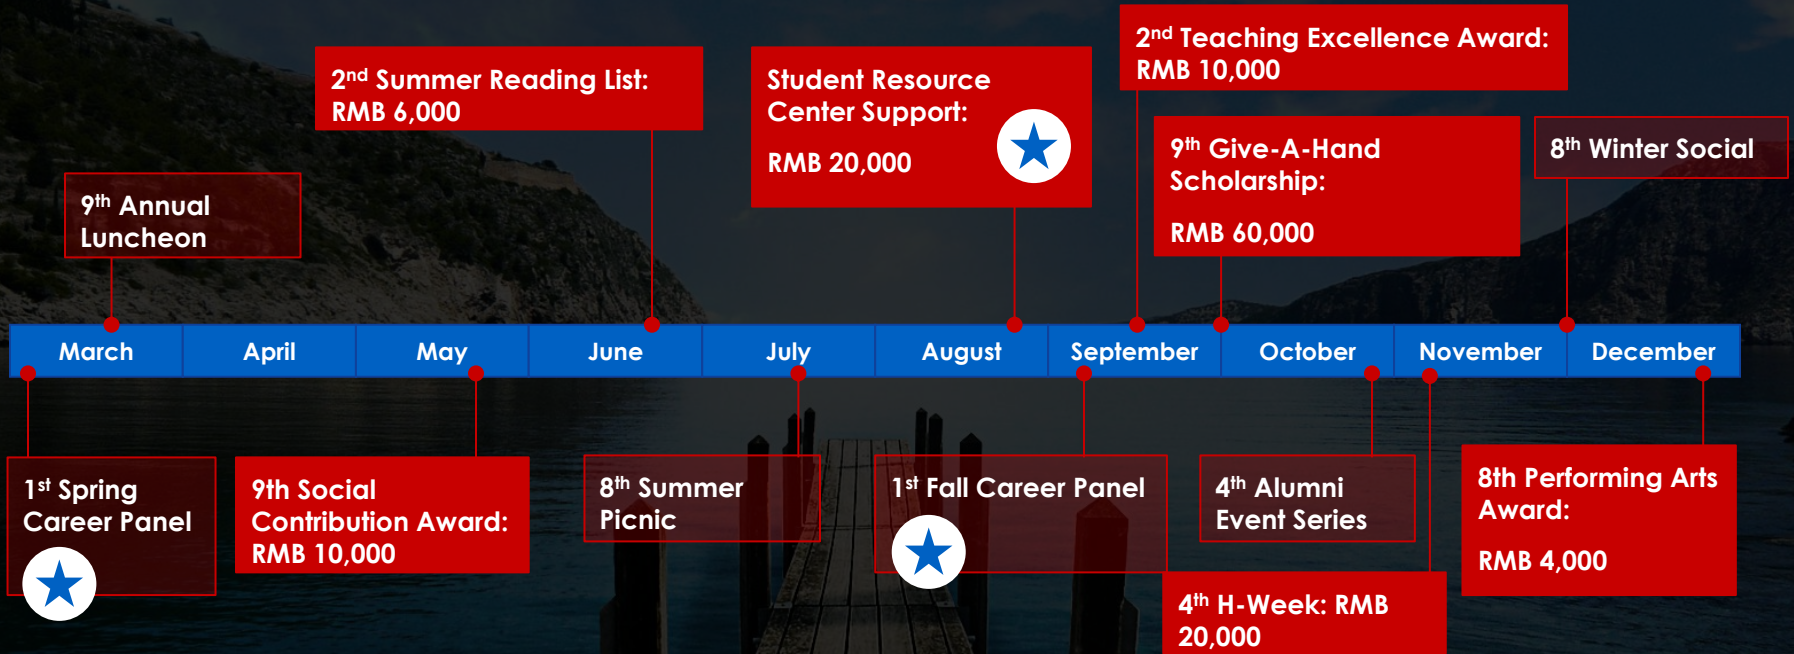 2nd Teaching Excellence Award:
RMB 10,000
2nd Summer Reading List:
RMB 6,000
Student Resource
Center Support:
RMB 20,000
9th Give-A-Hand
Scholarship:
RMB 60,000
8th Winter Social
9th Annual
Luncheon
March
April
May
June
July
August
September
October
November
December
1st Spring
Career Panel
9th Social
Contribution Award:
RMB 10,000
8th Summer
Picnic
1st Fall Career Panel
4th Alumni
Event Series
8th Performing Arts
Award:
RMB 4,000
4th H-Week: RMB
20,000